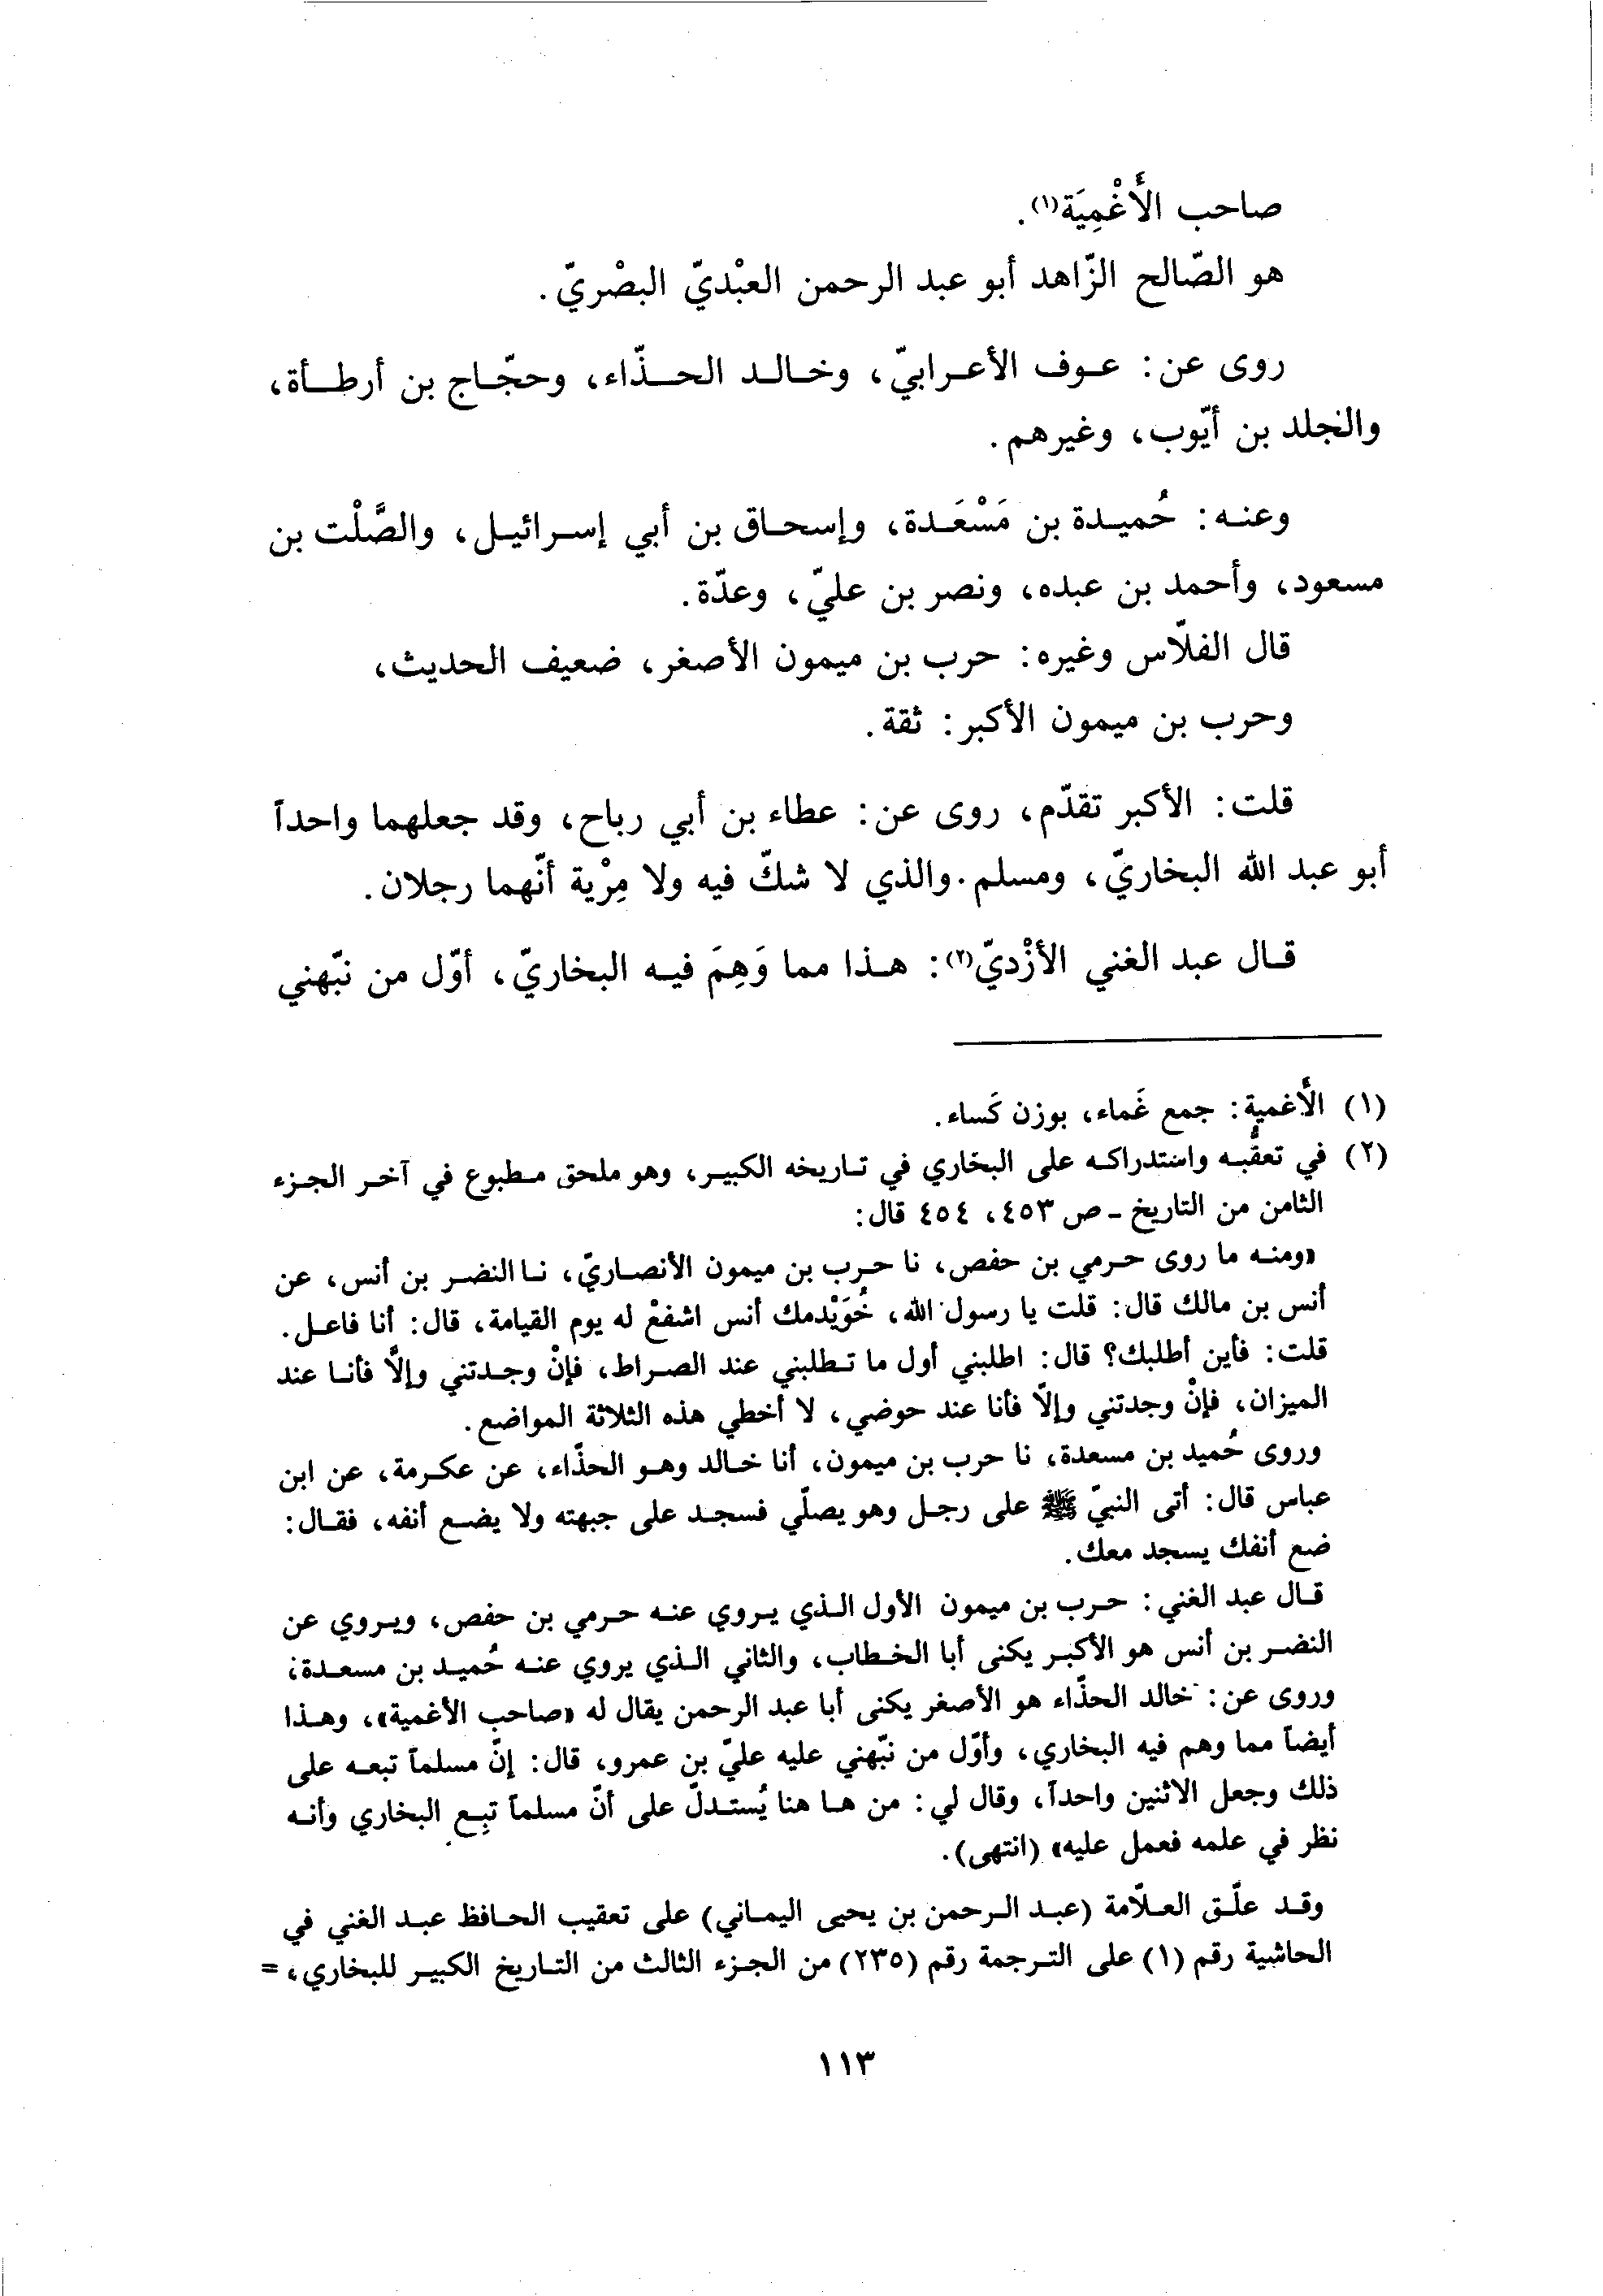 صاحب الأَغْمِيَة(١).
هو الصّالح الزّاهد أبو عبد الرحمن العبْديّ البصْريّ.
روى عن: عوف الأعرابيّ، وخالد الحذّاء، وحجّاج بن أرطأة،
والجلد بن أيّوب، وغيرهم.
وعنه: حُميدة بن مَسْعَدة، وإسحاق بن أبي إسرائيل، والصَّلْت بن
مسعود، وأحمد بن عبده، ونصر بن عليّ، وعدّة.
قال الفلّاس وغيره: حرب بن ميمون الأصغر، ضعيف الحديث،
وحرب بن ميمون الأكبر: ثقة.
قلت: الأكبر تقدّم، روى عن: عطاء بن أبي رباح، وقد جعلهما واحداً
أبو عبد الله البخاريّ، ومسلم. والذي لا شكّ فيه ولا مِرْية أنّهما رجلان.
قال عبد الغني الأزْديّ(٢): هذا مما وَهِمَ فيه البخاريّ، أوّل من نبّهني
(١) الأغمية: جمع غَماء، بوزن كَساء.
(٢) في تعقُّبه واستدراكه على البخاري في تاريخه الكبير، وهو ملحق مطبوع في آخر الجزء
الثامن من التاريخ - ص ٤٥٣، ٤٥٤ قال:
«ومنه ما روى حرمي بن حفص، نا حرب بن ميمون الأنصاريّ، نا النضر بن أنس، عن
أنس بن مالك قال: قلت يا رسول الله، خُوَيْدمك أنس اشفعْ له يوم القيامة، قال: أنا فاعل.
قلت: فأين أطلبك؟ قال: اطلبني أول ما تطلبني عند الصراط، فإنْ وجدتني وإلَّا فأنا عند
الميزان، فإنْ وجدتني وإلّا فأنا عند حوضي، لا أخطي هذه الثلاثة المواضع.
وروى حُميد بن مسعدة، نا حرب بن ميمون، أنا خالد وهو الحذّاء، عن عكرمة، عن ابن
عباس قال: أتى النبيّ ﷺ على رجل وهو يصلّي فسجد على جبهته ولا يضع أنفه، فقال:
ضع أنفك يسجد معك.
قال عبد الغني: حرب بن ميمون الأول الذي يروي عنه حرمي بن حفص، ويروي عن
النضر بن أنس هو الأكبر يكنى أبا الخطاب، والثاني الذي يروي عنه حُميد بن مسعدة؛
وروى عن: خالد الحذّاء هو الأصغر يكنى أبا عبد الرحمن يقال له «صاحب الأغمية»، وهذا
أيضاً مما وهم فيه البخاري، وأوّل من نبّهني عليه عليّ بن عمرو، قال: إنّ مسلماً تبعه على
ذلك وجعل الاثنين واحداً، وقال لي: من ها هنا يُستدلّ على أنّ مسلماً تبِع البخاري وأنه
نظر في علمه فعمل عليه» (انتهى).
وقد علّق العلّامة (عبد الرحمن بن يحيى اليماني) على تعقيب الحافظ عبد الغني في
الحاشية رقم (١) على الترجمة رقم (٢٣٥) من الجزء الثالث من التاريخ الكبير للبخاري، =
١١٣